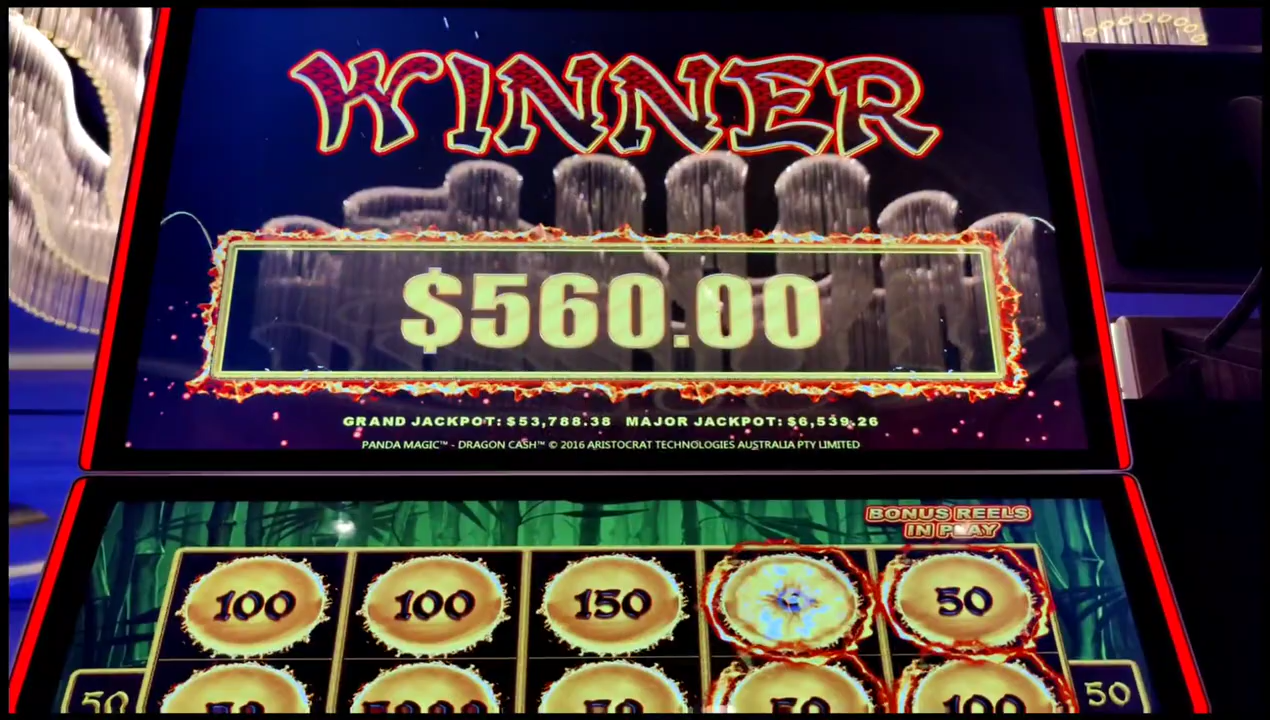 WINNER
$560.00
GRAND JACKPOT: $53,788.38 MAJOR JACKPOT: $6,539.26
PANDA MAGIC™ - DRAGON CASH™ © 2016 ARISTOCRAT TECHNOLOGIES AUSTRALIA PTY LIMITED
BONUS REELS
IN PLAY
100 100 150 50
50 50